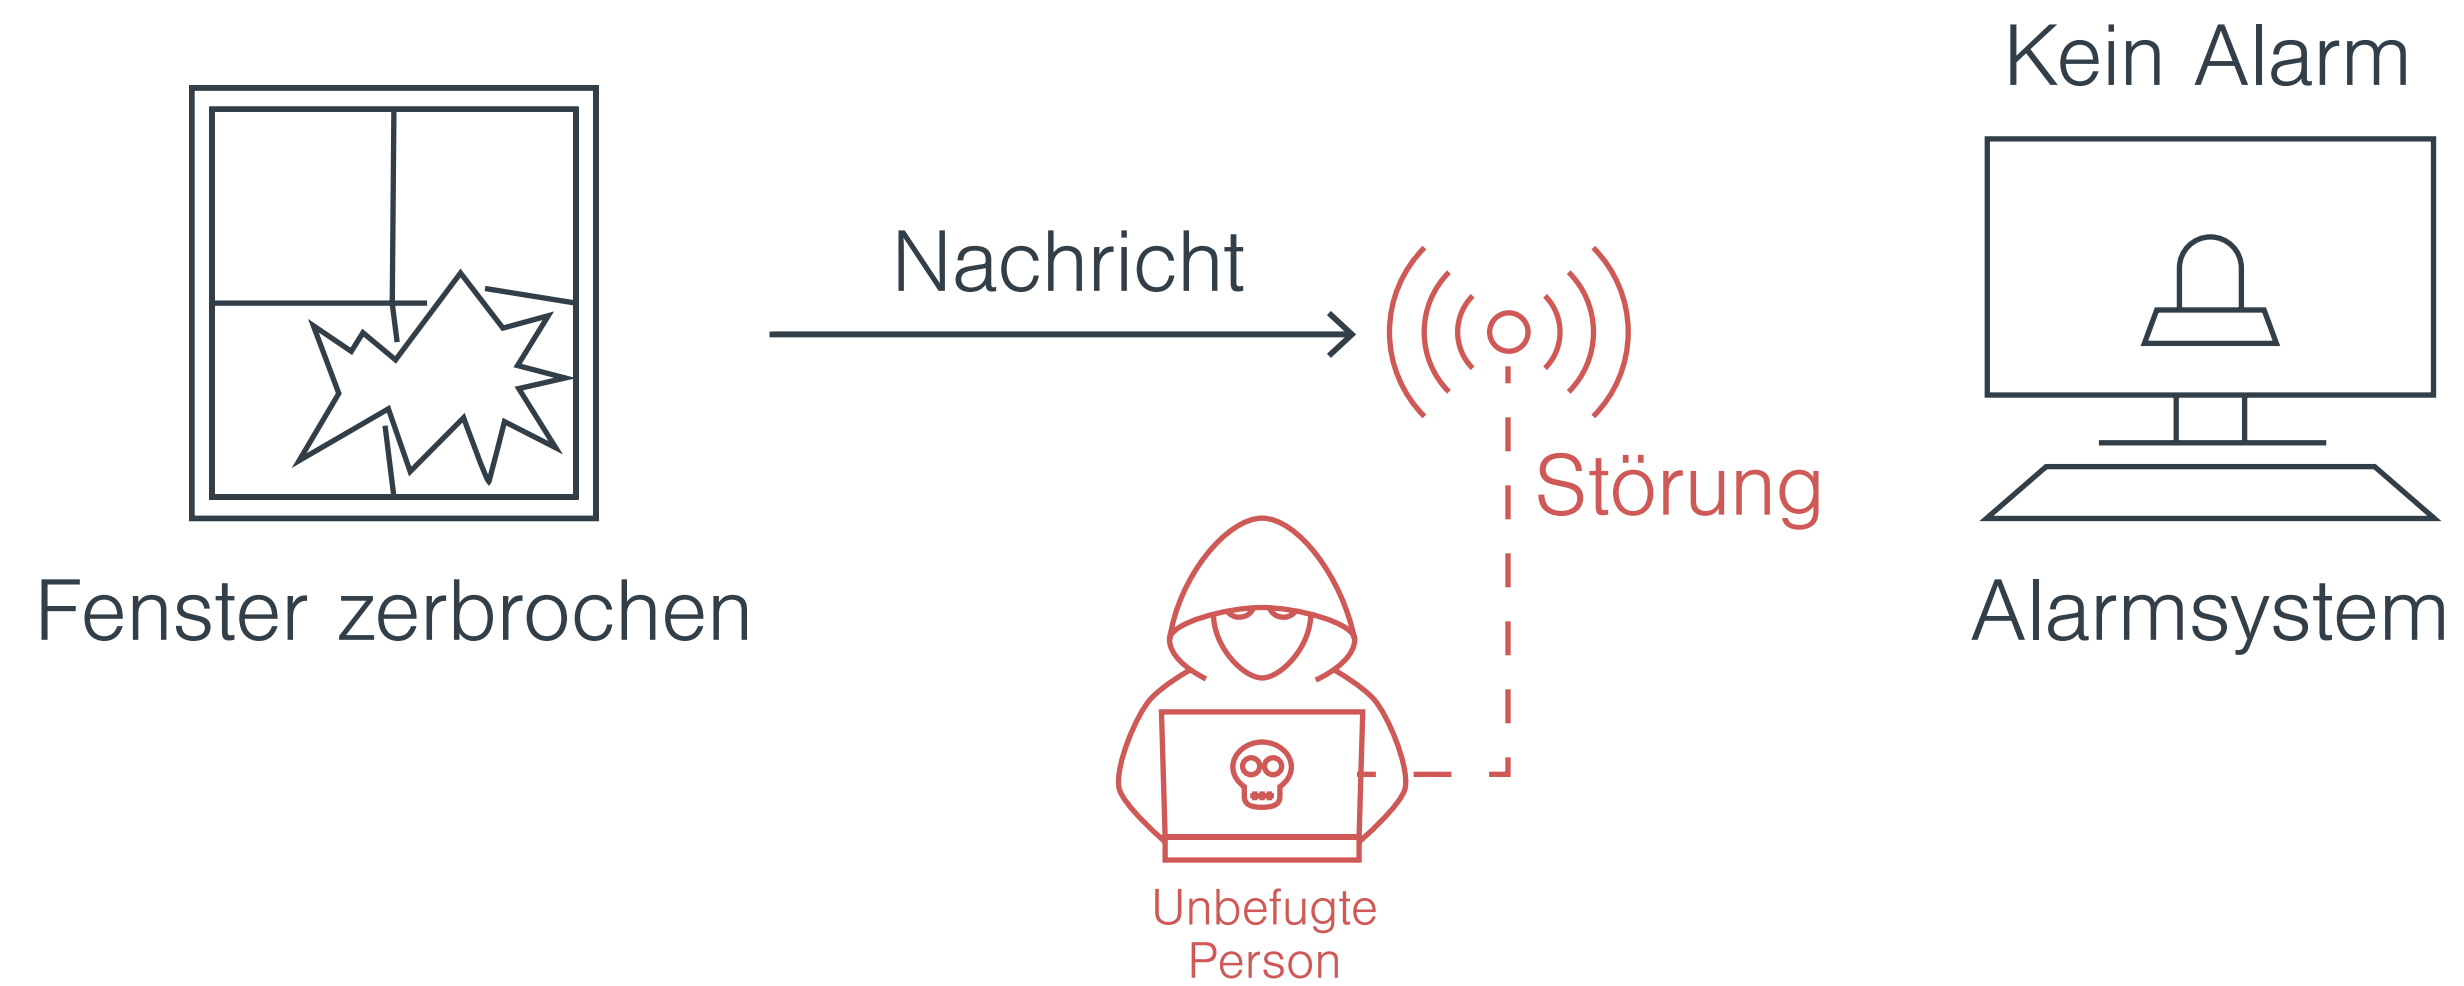 Kein Alarm
Nachricht
Störung
Fenster zerbrochen
Alarmsystem
Unbefugte
Person